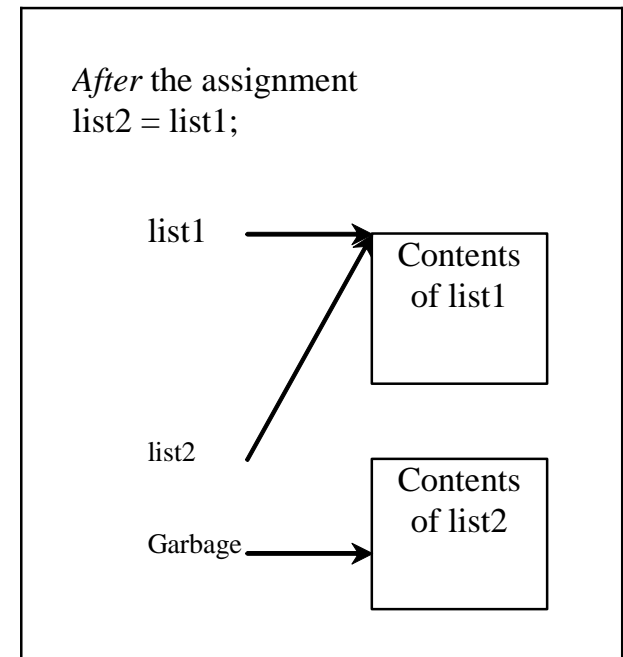 After the assignment
list2 = list1;
list1
Contents
of list1
list2
Contents
of list2
Garbage